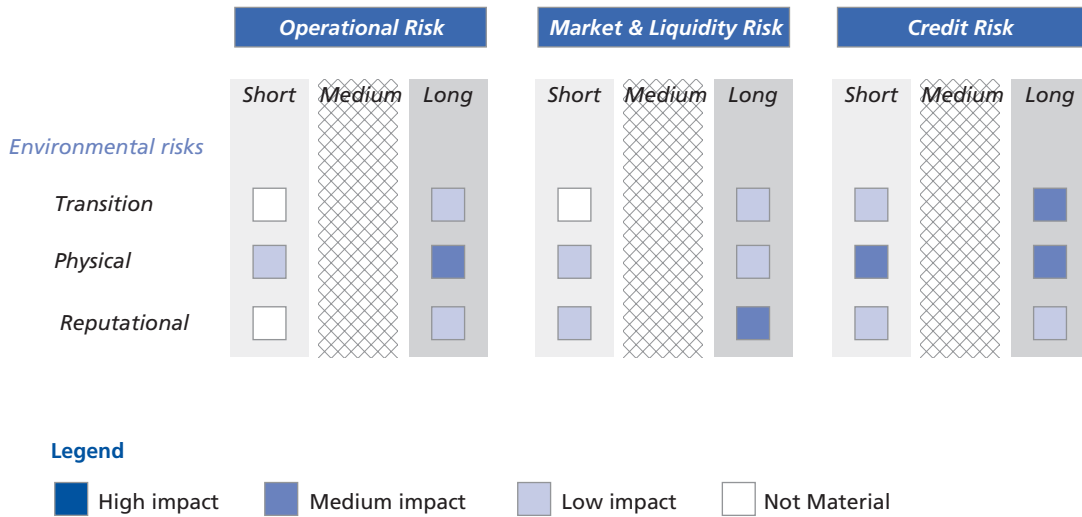 Operational Risk Market & Liquidity Risk Credit Risk
Short Medium Long Short Medium Long Short Medium Long
Environmental risks
Transition
Physical
Reputational
Legend
High impact Medium impact Low impact Not Material